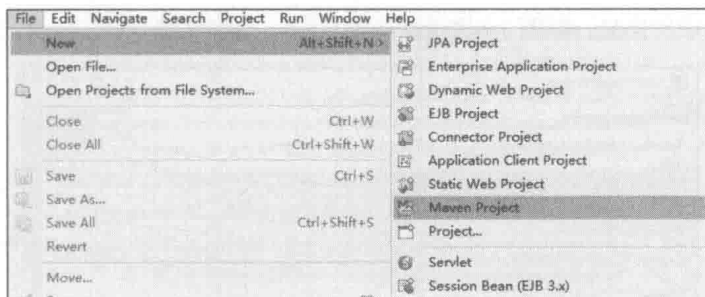 File Edit Navigate Search Project Run Window Help
New Alt+Shift+N >
Open File...
Open Projects from File System...
Close Ctrl+W
Close All Ctrl+Shift+W
Save Ctrl+S
Save As...
Save All Ctrl+Shift+S
Revert
Move...
JPA Project
Enterprise Application Project
Dynamic Web Project
EJB Project
Connector Project
Application Client Project
Static Web Project
Maven Project
Project...
Servlet
Session Bean (EJB 3.x)